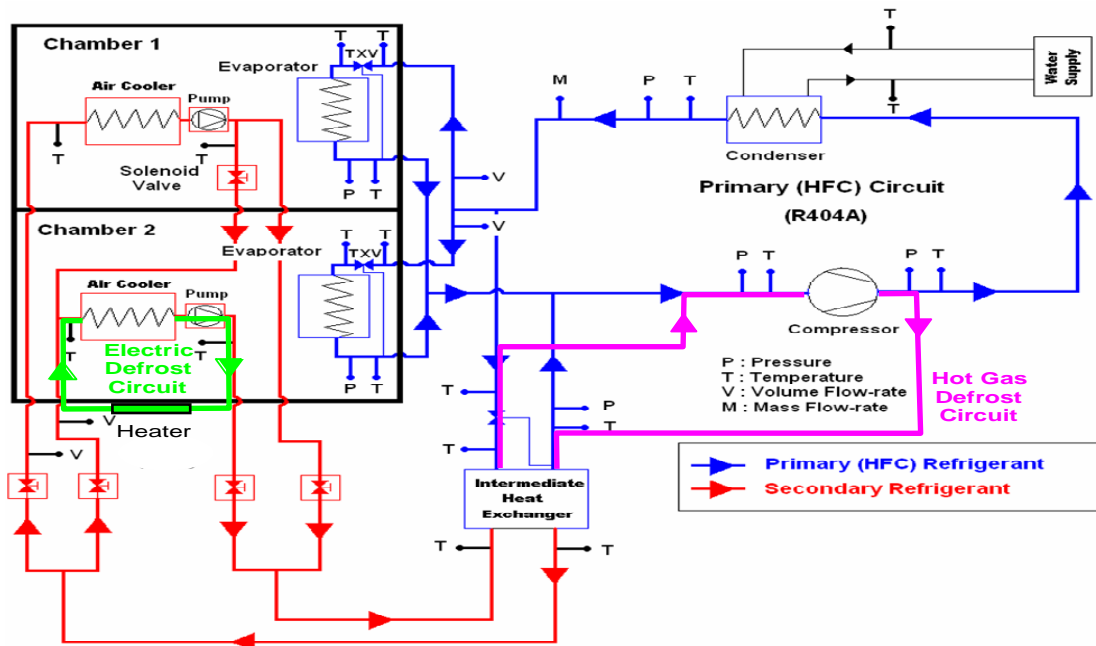 Chamber 1
Evaporator
T
T
TXV
Air Cooler
Pump
T
T
Solenoid
Valve
P
T
V
M
P
T
T
T
Water
Supply
Condenser
Primary (HFC) Circuit
(R404A)
Chamber 2
Evaporator
T
T
TXV
V
Air Cooler
Pump
T
T
Electric
Defrost
Circuit
Heater
V
V
P
T
P
T
P
T
Compressor
P : Pressure
T : Temperature
V : Volume Flow-rate
M : Mass Flow-rate
Hot Gas
Defrost
Circuit
T
T
P
T
Intermediate
Heat
Exchanger
T
T
Primary (HFC) Refrigerant
Secondary Refrigerant